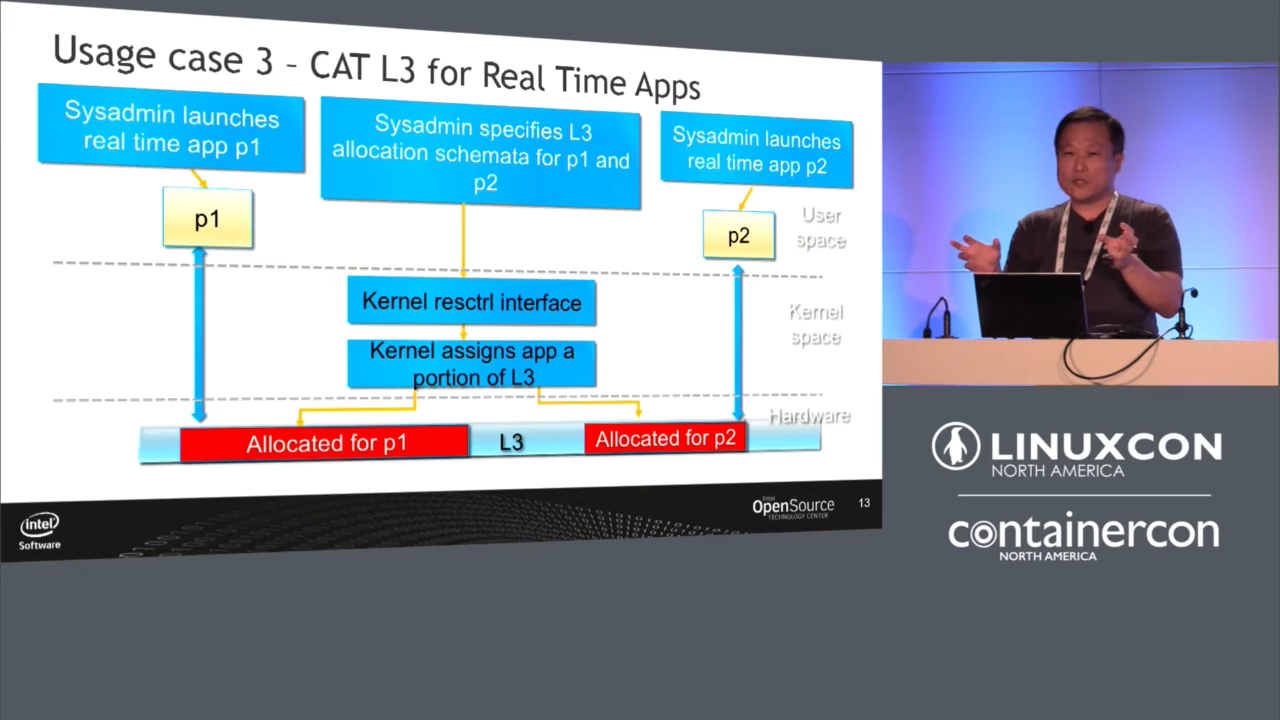 Usage case 3 – CAT L3 for Real Time Apps
Sysadmin launches
real time app p1
Sysadmin specifies L3
allocation schemata for p1 and
p2
Sysadmin launches
real time app p2
p1
p2
User
space
Kernel resctrl interface
Kernel
space
Kernel assigns app a
portion of L3
Hardware
Allocated for p1
L3
Allocated for p2
intel
Software
Intel
OpenSource
TECHNOLOGY CENTER
13
LINUXCON
NORTH AMERICA
containercon
NORTH AMERICA